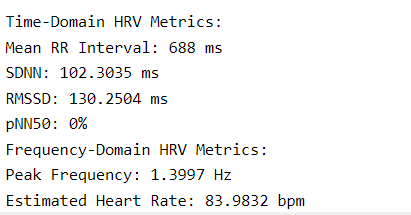 Time-Domain HRV Metrics:
Mean RR Interval: 688 ms
SDNN: 102.3035 ms
RMSSD: 130.2504 ms
pNN50: 0%
Frequency-Domain HRV Metrics:
Peak Frequency: 1.3997 Hz
Estimated Heart Rate: 83.9832 bpm